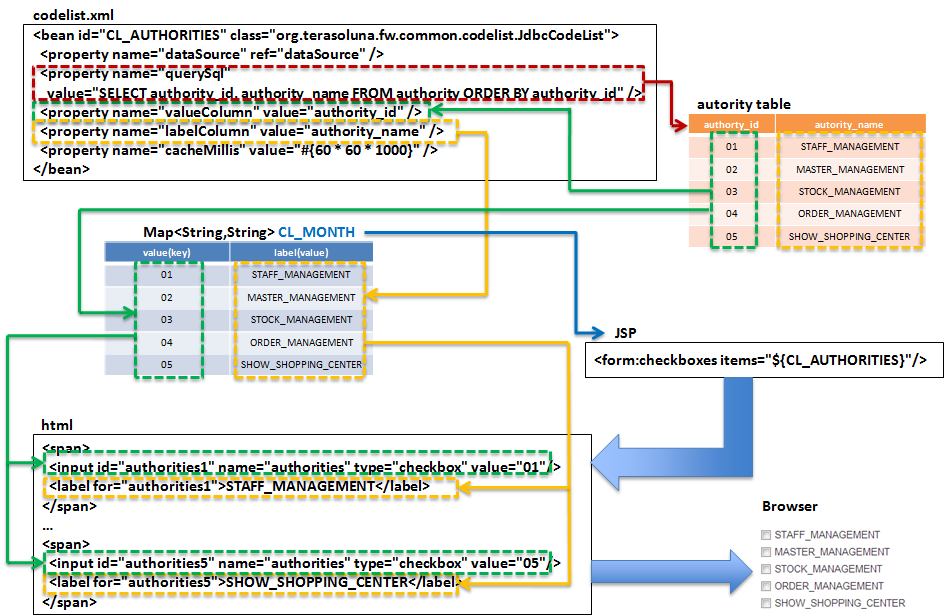 codelist.xml
<bean id="CL_AUTHORITIES" class="org.terasoluna.fw.common.codelist.JdbcCodeList">
<property name="dataSource" ref="dataSource" />
<property name="querySql"
value="SELECT authority_id, authority_name FROM authority ORDER BY authority_id" />
<property name="valueColumn" value="authority_id" />
<property name="labelColumn" value="authority_name" />
<property name="cacheMillis" value="#{60 * 60 * 1000}" />
</bean>
autority table
authorty_id autority_name
01 STAFF_MANAGEMENT
02 MASTER_MANAGEMENT
03 STOCK_MANAGEMENT
04 ORDER_MANAGEMENT
05 SHOW_SHOPPING_CENTER
Map<String,String> CL_MONTH
value(key) label(value)
01 STAFF_MANAGEMENT
02 MASTER_MANAGEMENT
03 STOCK_MANAGEMENT
04 ORDER_MANAGEMENT
05 SHOW_SHOPPING_CENTER
JSP
<form:checkboxes items="${CL_AUTHORITIES}"/>
html
<span>
<input id="authorities1" name="authorities" type="checkbox" value="01"/>
<label for="authorities1">STAFF_MANAGEMENT</label>
</span>
...
<span>
<input id="authorities5" name="authorities" type="checkbox" value="05"/>
<label for="authorities5">SHOW_SHOPPING_CENTER</label>
</span>
Browser
STAFF_MANAGEMENT
MASTER_MANAGEMENT
STOCK_MANAGEMENT
ORDER_MANAGEMENT
SHOW_SHOPPING_CENTER